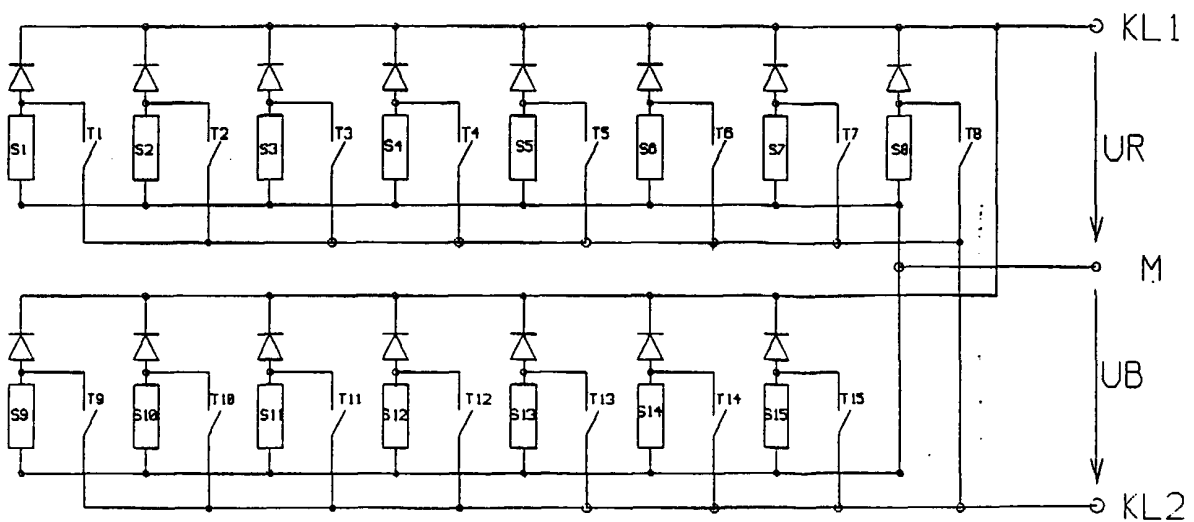 KL1
T1 T2 T3 T4 T5 T6 T7 T8
S1 S2 S3 S4 S5 S6 S7 S8
UR
M
UB
T9 T10 T11 T12 T13 T14 T15
S9 S10 S11 S12 S13 S14 S15
KL2